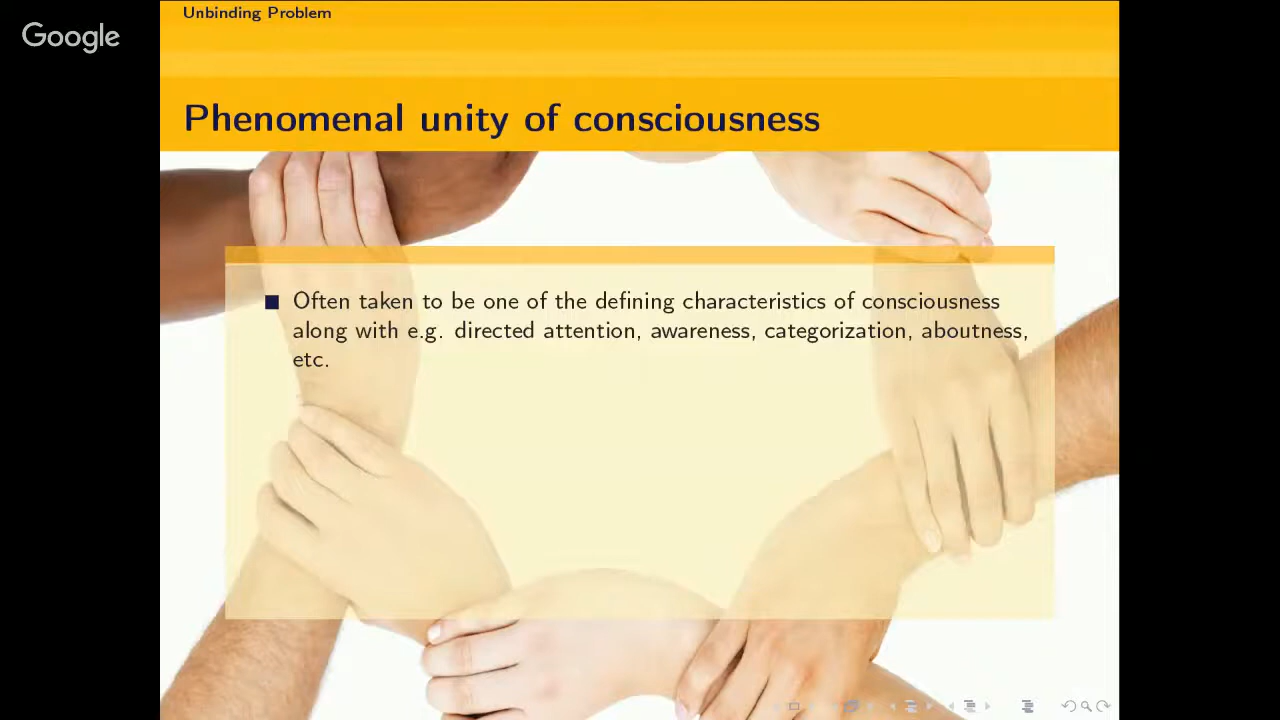 Unbinding Problem
Google
Phenomenal unity of consciousness
Often taken to be one of the defining characteristics of consciousness
along with e.g. directed attention, awareness, categorization, aboutness,
etc.